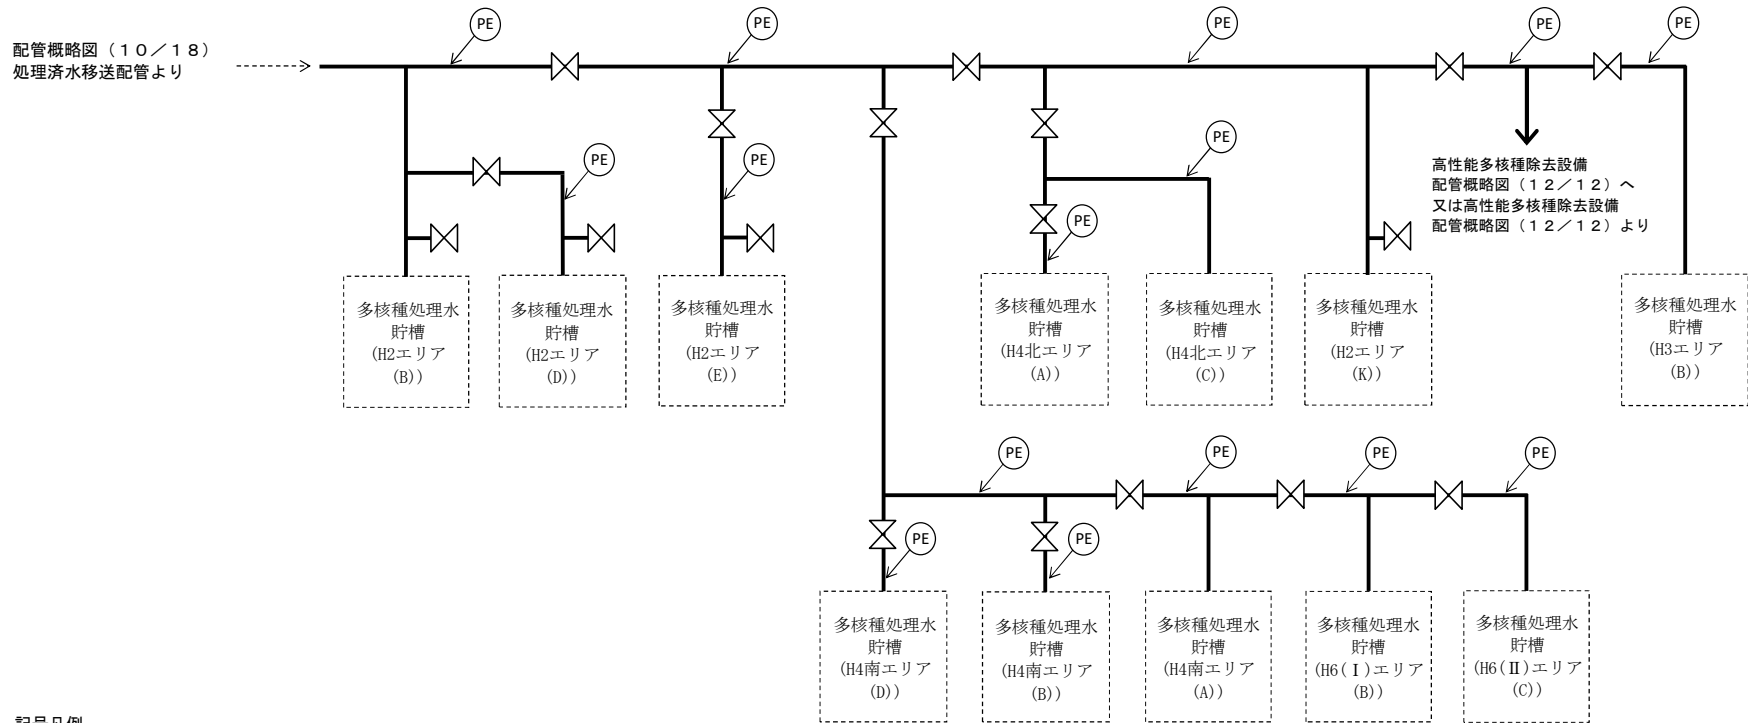 PE
PE
PE
PE
PE
配管概略図（１０／１８）
処理済水移送配管より
PE
PE
PE
高性能多核種除去設備
配管概略図（１２／１２）へ
又は高性能多核種除去設備
配管概略図（１２／１２）より
PE
多核種処理水
貯槽
(H2エリア
(B))
多核種処理水
貯槽
(H2エリア
(D))
多核種処理水
貯槽
(H2エリア
(E))
多核種処理水
貯槽
(H4北エリア
(A))
多核種処理水
貯槽
(H4北エリア
(C))
多核種処理水
貯槽
(H2エリア
(K))
多核種処理水
貯槽
(H3エリア
(B))
PE
PE
PE
PE
PE
PE
多核種処理水
貯槽
(H4南エリア
(D))
多核種処理水
貯槽
(H4南エリア
(B))
多核種処理水
貯槽
(H4南エリア
(A))
多核種処理水
貯槽
(H6(Ⅰ)エリア
(B))
多核種処理水
貯槽
(H6(Ⅱ)エリア
(C))